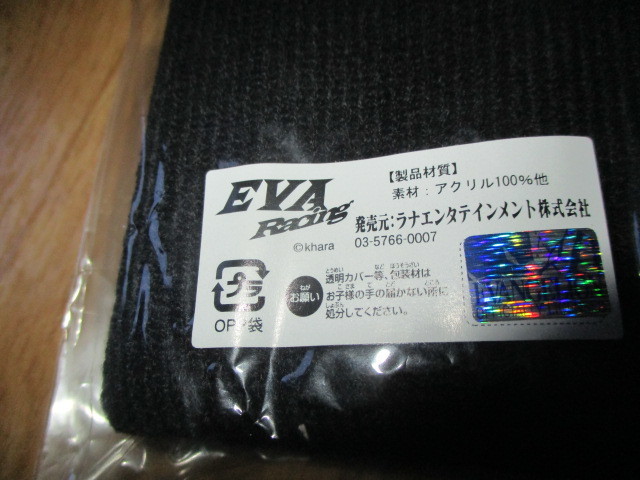 EVA
Racing
©khara
【製品材質】
素材：アクリル100%他
発売元:ラナエンタテインメント株式会社
03-5766-0007
OPP袋
お願い
透明カバー等、包装材は
お子様の手の届かない所に
処分してください。